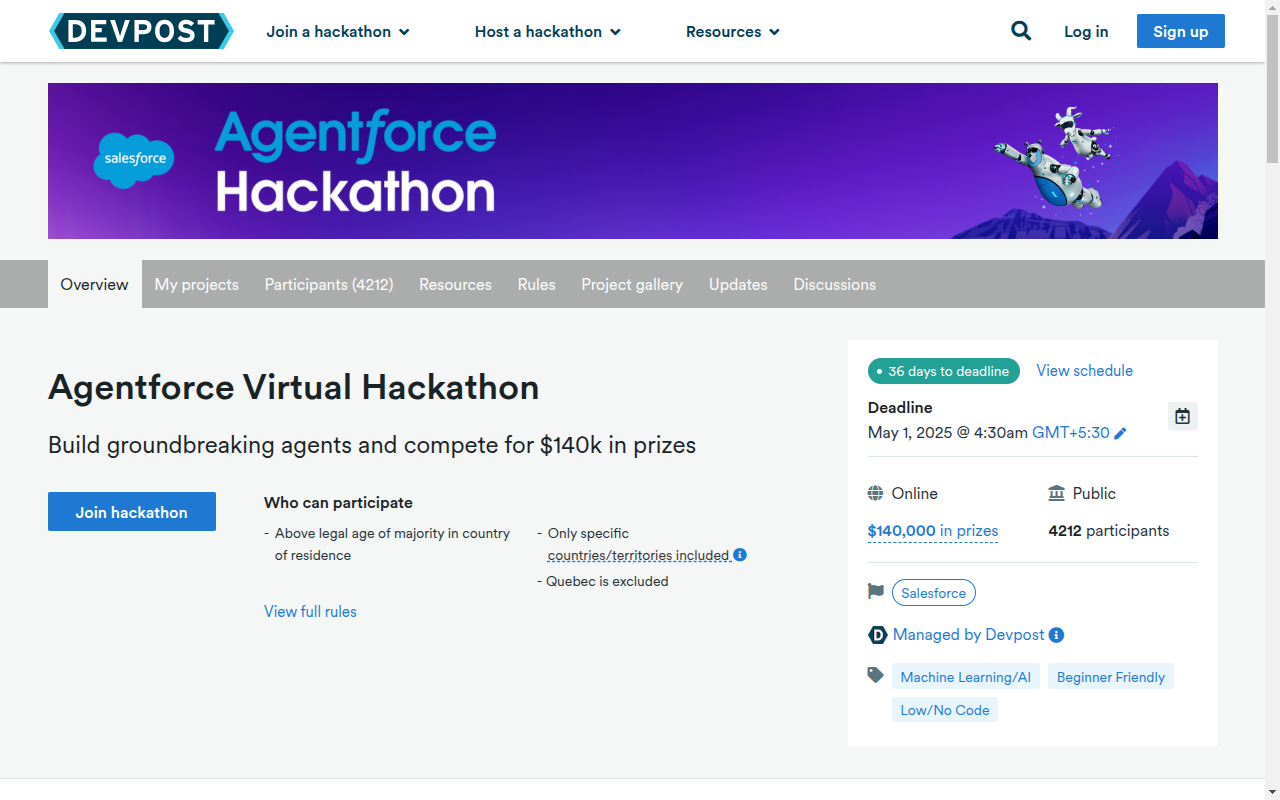 DEVPOST
Join a hackathon
Host a hackathon
Resources
Log in
Sign up
salesforce
Agentforce
Hackathon
Overview
My projects
Participants (4212)
Resources
Rules
Project gallery
Updates
Discussions
Agentforce Virtual Hackathon
Build groundbreaking agents and compete for $140k in prizes
Join hackathon
Who can participate
- Above legal age of majority in country
of residence
- Only specific
countries/territories included
- Quebec is excluded
View full rules
36 days to deadline
View schedule
Deadline
May 1, 2025 @ 4:30am GMT+5:30
Online
Public
$140,000 in prizes
4212 participants
Salesforce
D Managed by Devpost
Machine Learning/AI
Beginner Friendly
Low/No Code